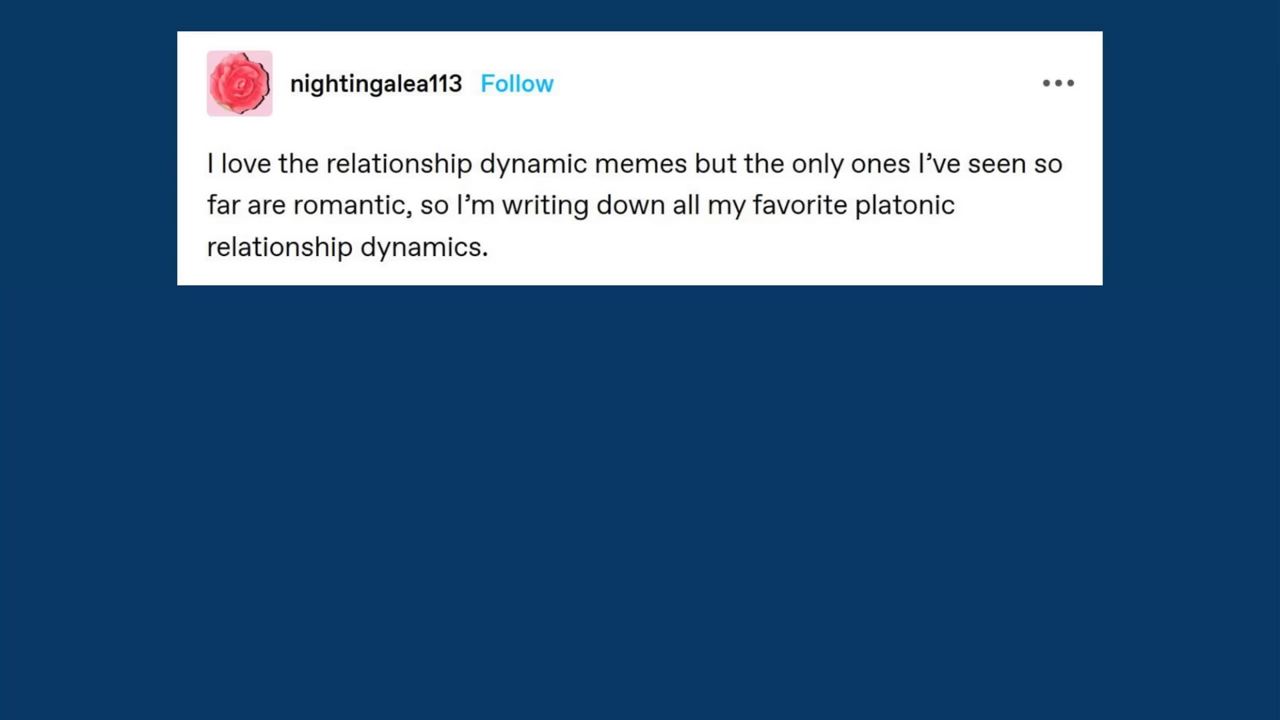 nightingalea113 Follow
I love the relationship dynamic memes but the only ones I’ve seen so
far are romantic, so I’m writing down all my favorite platonic
relationship dynamics.